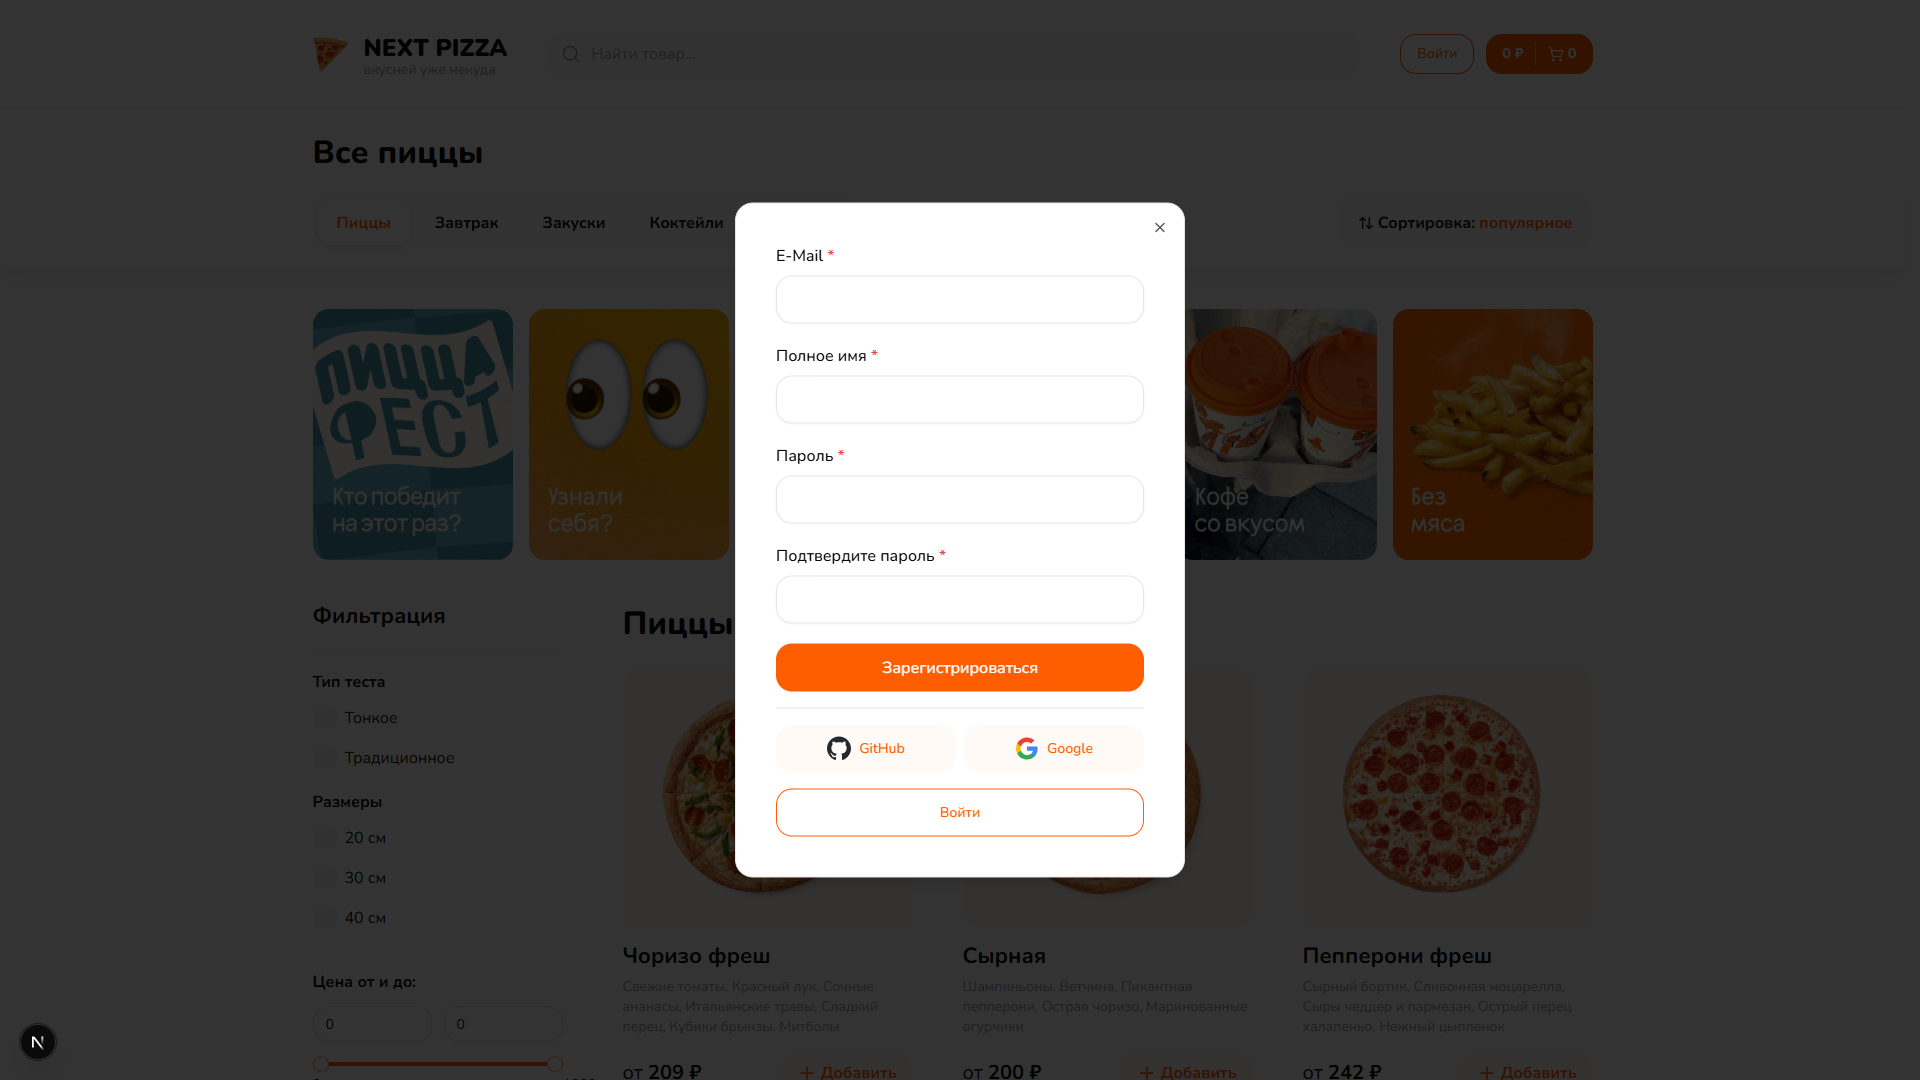 NEXT PIZZA
вкусней уже некуда
Найти товар...
Войти
0 ₽
0
Все пиццы
Пиццы
Завтрак
Закуски
Коктейли
Сортировка: популярное
E-Mail *
Полное имя *
Пароль *
Подтвердите пароль *
Зарегистрироваться
GitHub
Google
Войти
ПИЦЦА
ФЕСТ
Кто победит
на этот раз?
Узнали
себя?
Кофе
со вкусом
Без
мяса
Фильтрация
Тип теста
Тонкое
Традиционное
Размеры
20 см
30 см
40 см
Цена от и до:
0
0
N
Пиццы
Чоризо фреш
Свежие томаты, Красный лук, Сочные
ананасы, Итальянские травы, Сладкий
перец, Кубики брынзы, Митболы
от 209 ₽
+ Добавить
Сырная
Шампиньоны, Ветчина, Пикантная
пепперони, Острая чоризо, Маринованные
огурчики
от 200 ₽
+ Добавить
Пепперони фреш
Сырный бортик, Сливочная моцарелла,
Сыры чеддер и пармезан, Острый перец
халапеньо, Нежный цыпленок
от 242 ₽
+ Добавить